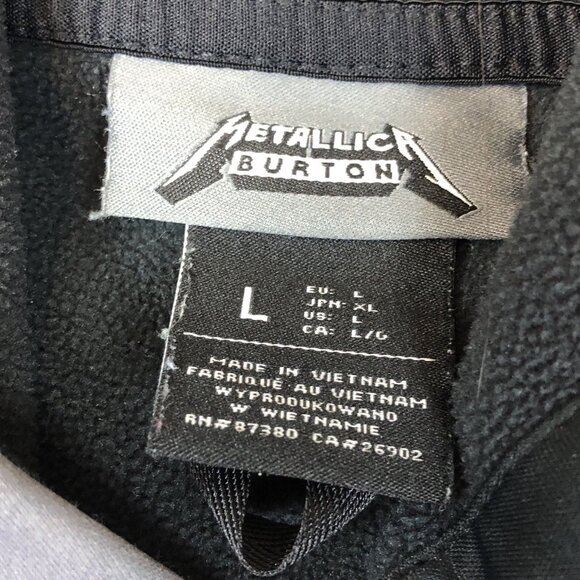 METALLICA
BURTON
L
EU: L
JPN: XL
US: L
CA: L/G
MADE IN VIETNAM
FABRIQUÉ AU VIETNAM
WYPRODUKOWANO
W WIETNAMIE
RN#87380 CA#26902